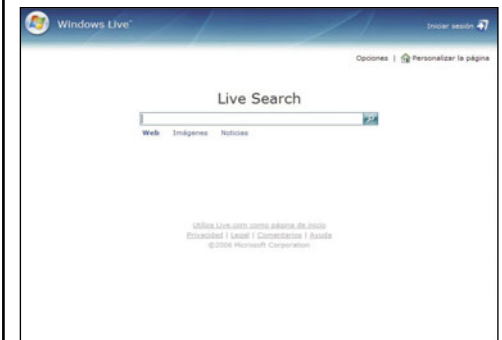 Windows Live
Iniciar sesión
Opciones | Personalizar la página
Live Search
Web Imágenes Noticias
Utiliza Live.com como página de inicio
Privacidad | Legal | Comentarios | Ayuda
©2006 Microsoft Corporation